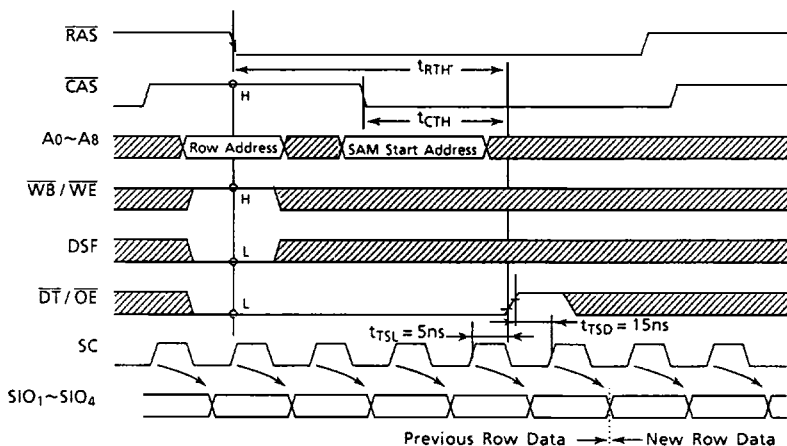 RAS
tRTH
CAS
H
tCTH
A0~A8
Row Address
SAM Start Address
WB / WE
H
DSF
L
DT / OE
L
tTSL = 5ns
tTSD = 15ns
SC
SIO1~SIO4
Previous Row Data
New Row Data